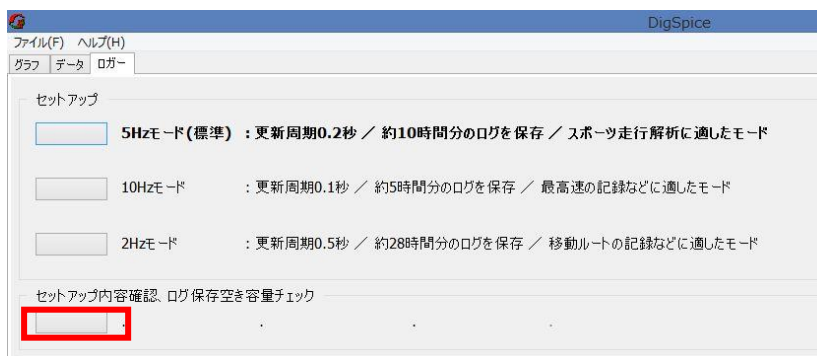 DigSpice
ファイル(F) ヘルプ(H)
グラフ データ ロガー
セットアップ
5Hzモード(標準) : 更新周期0.2秒 / 約10時間分のログを保存 / スポーツ走行解析に適したモード
10Hzモード : 更新周期0.1秒 / 約5時間分のログを保存 / 最高速の記録などに適したモード
2Hzモード : 更新周期0.5秒 / 約28時間分のログを保存 / 移動ルートの記録などに適したモード
セットアップ内容確認、ログ保存空き容量チェック
. . . .